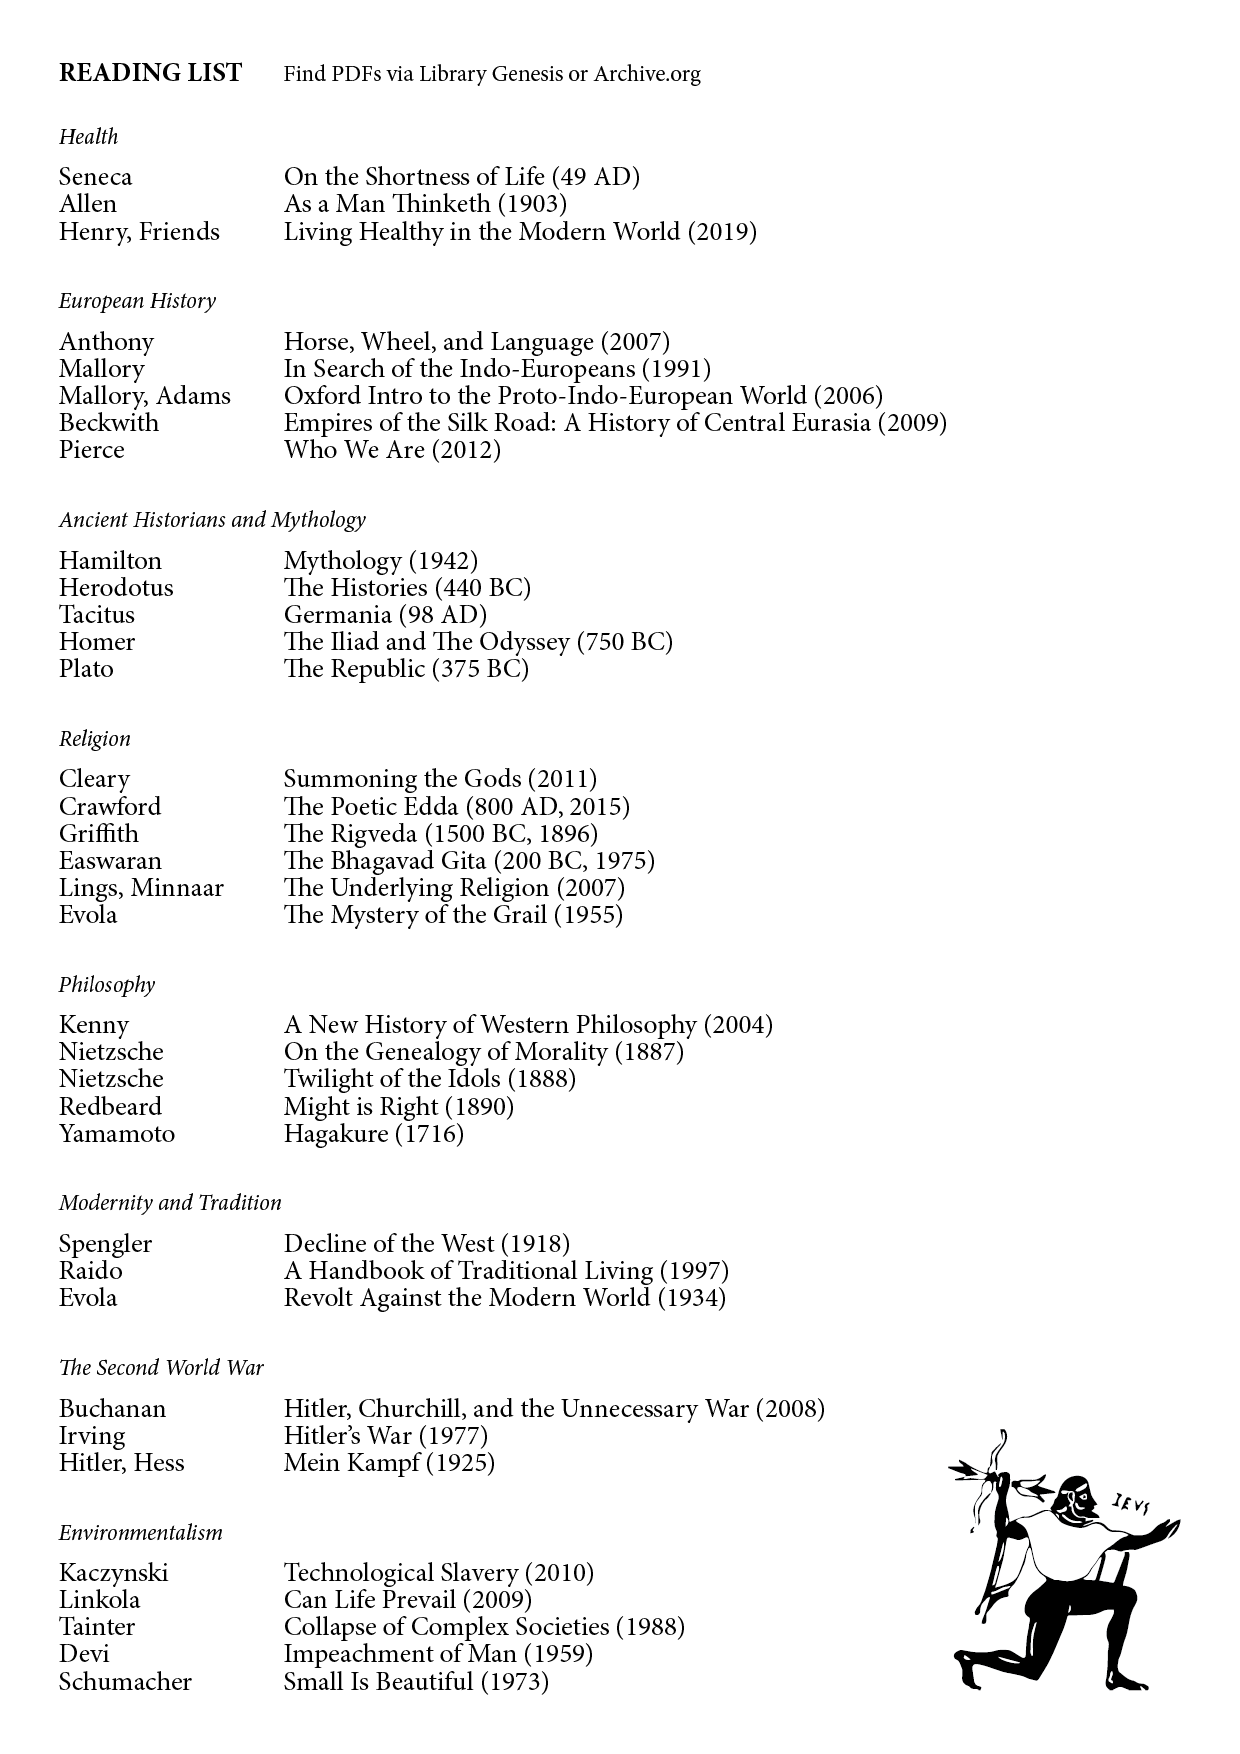 READING LIST Find PDFs via Library Genesis or Archive.org
Health
Seneca On the Shortness of Life (49 AD)
Allen As a Man Thinketh (1903)
Henry, Friends Living Healthy in the Modern World (2019)
European History
Anthony Horse, Wheel, and Language (2007)
Mallory In Search of the Indo-Europeans (1991)
Mallory, Adams Oxford Intro to the Proto-Indo-European World (2006)
Beckwith Empires of the Silk Road: A History of Central Eurasia (2009)
Pierce Who We Are (2012)
Ancient Historians and Mythology
Hamilton Mythology (1942)
Herodotus The Histories (440 BC)
Tacitus Germania (98 AD)
Homer The Iliad and The Odyssey (750 BC)
Plato The Republic (375 BC)
Religion
Cleary Summoning the Gods (2011)
Crawford The Poetic Edda (800 AD, 2015)
Griffith The Rigveda (1500 BC, 1896)
Easwaran The Bhagavad Gita (200 BC, 1975)
Lings, Minnaar The Underlying Religion (2007)
Evola The Mystery of the Grail (1955)
Philosophy
Kenny A New History of Western Philosophy (2004)
Nietzsche On the Genealogy of Morality (1887)
Nietzsche Twilight of the Idols (1888)
Redbeard Might is Right (1890)
Yamamoto Hagakure (1716)
Modernity and Tradition
Spengler Decline of the West (1918)
Raido A Handbook of Traditional Living (1997)
Evola Revolt Against the Modern World (1934)
The Second World War
Buchanan Hitler, Churchill, and the Unnecessary War (2008)
Irving Hitler’s War (1977)
Hitler, Hess Mein Kampf (1925)
Environmentalism
Kaczynski Technological Slavery (2010)
Linkola Can Life Prevail (2009)
Tainter Collapse of Complex Societies (1988)
Devi Impeachment of Man (1959)
Schumacher Small Is Beautiful (1973)
IEVS